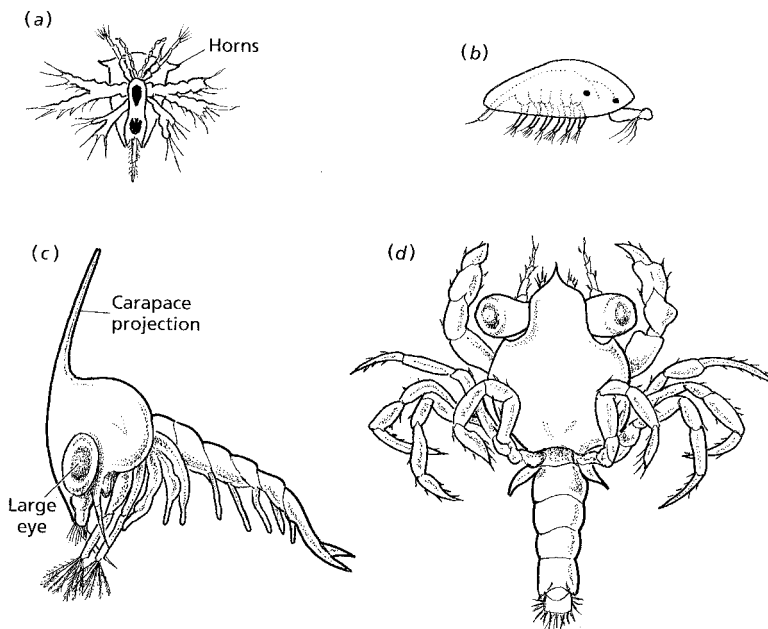 (a)
Horns
(b)
(c)
Carapace
projection
Large
eye
(d)